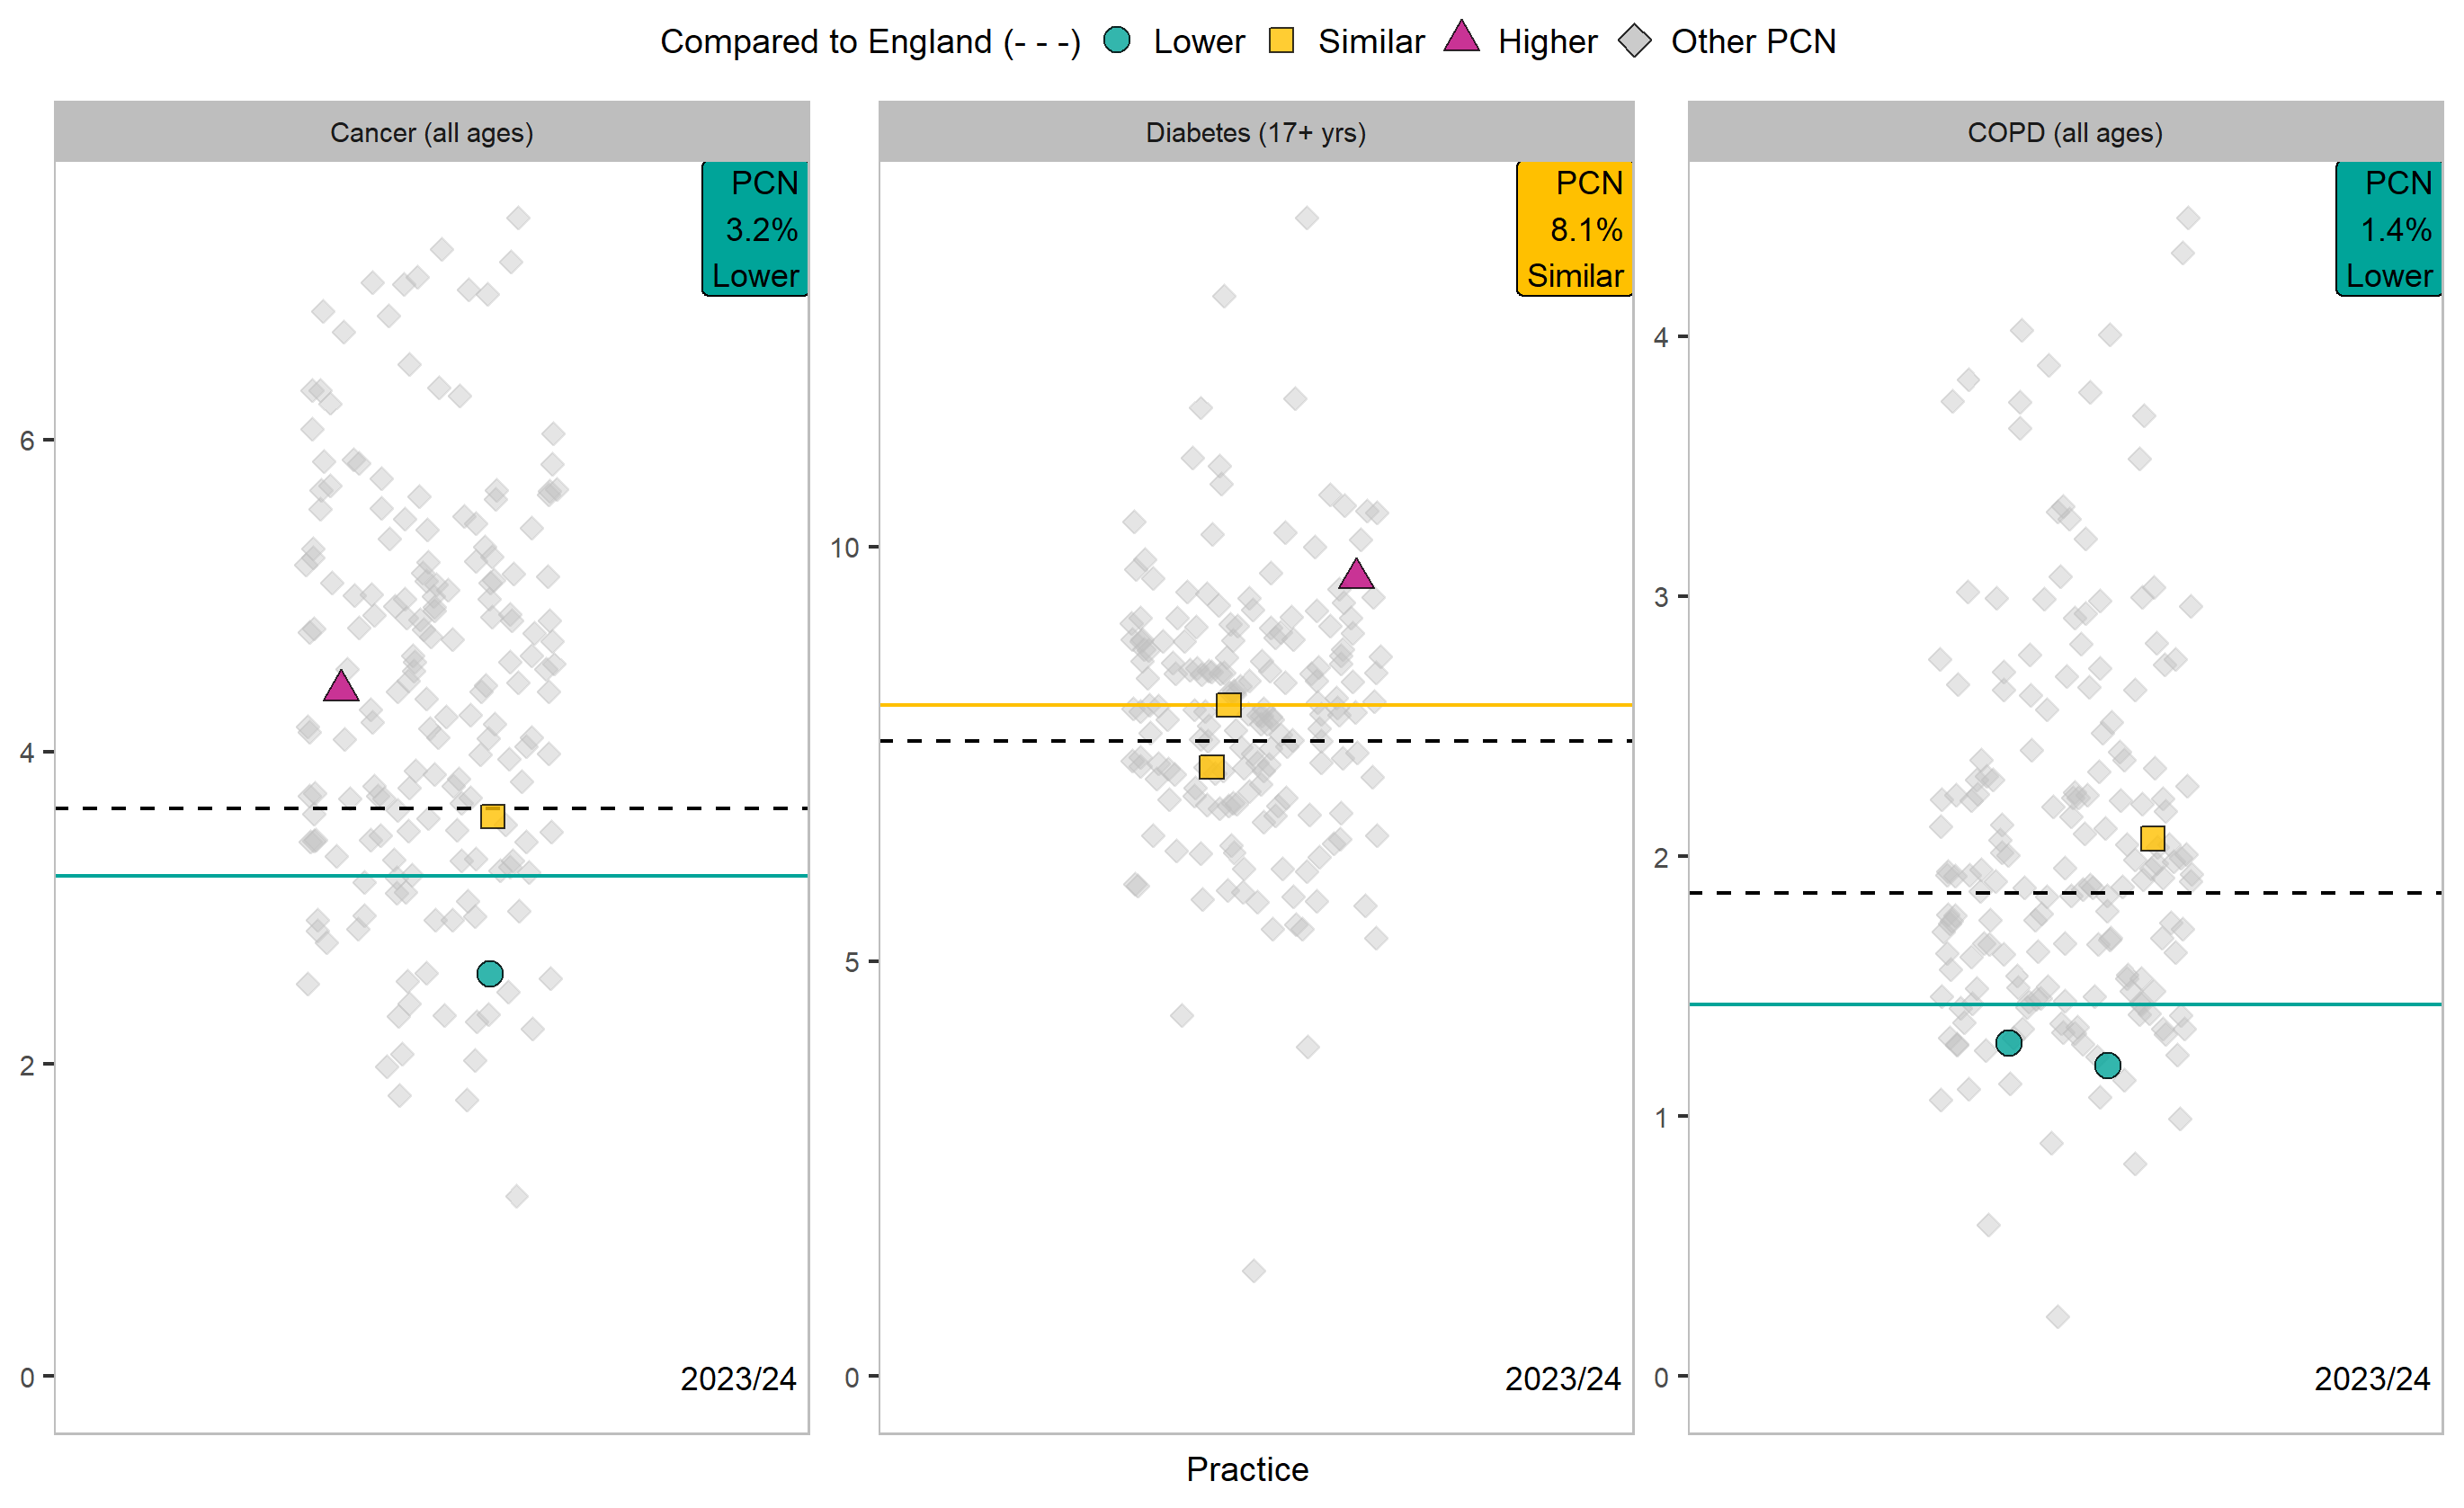 Compared to England (- - -) Lower Similar Higher Other PCN
Cancer (all ages)
PCN
3.2%
Lower
6
4
2
0
2023/24
Diabetes (17+ yrs)
PCN
8.1%
Similar
10
5
0
2023/24
COPD (all ages)
PCN
1.4%
Lower
4
3
2
1
0
2023/24
Practice